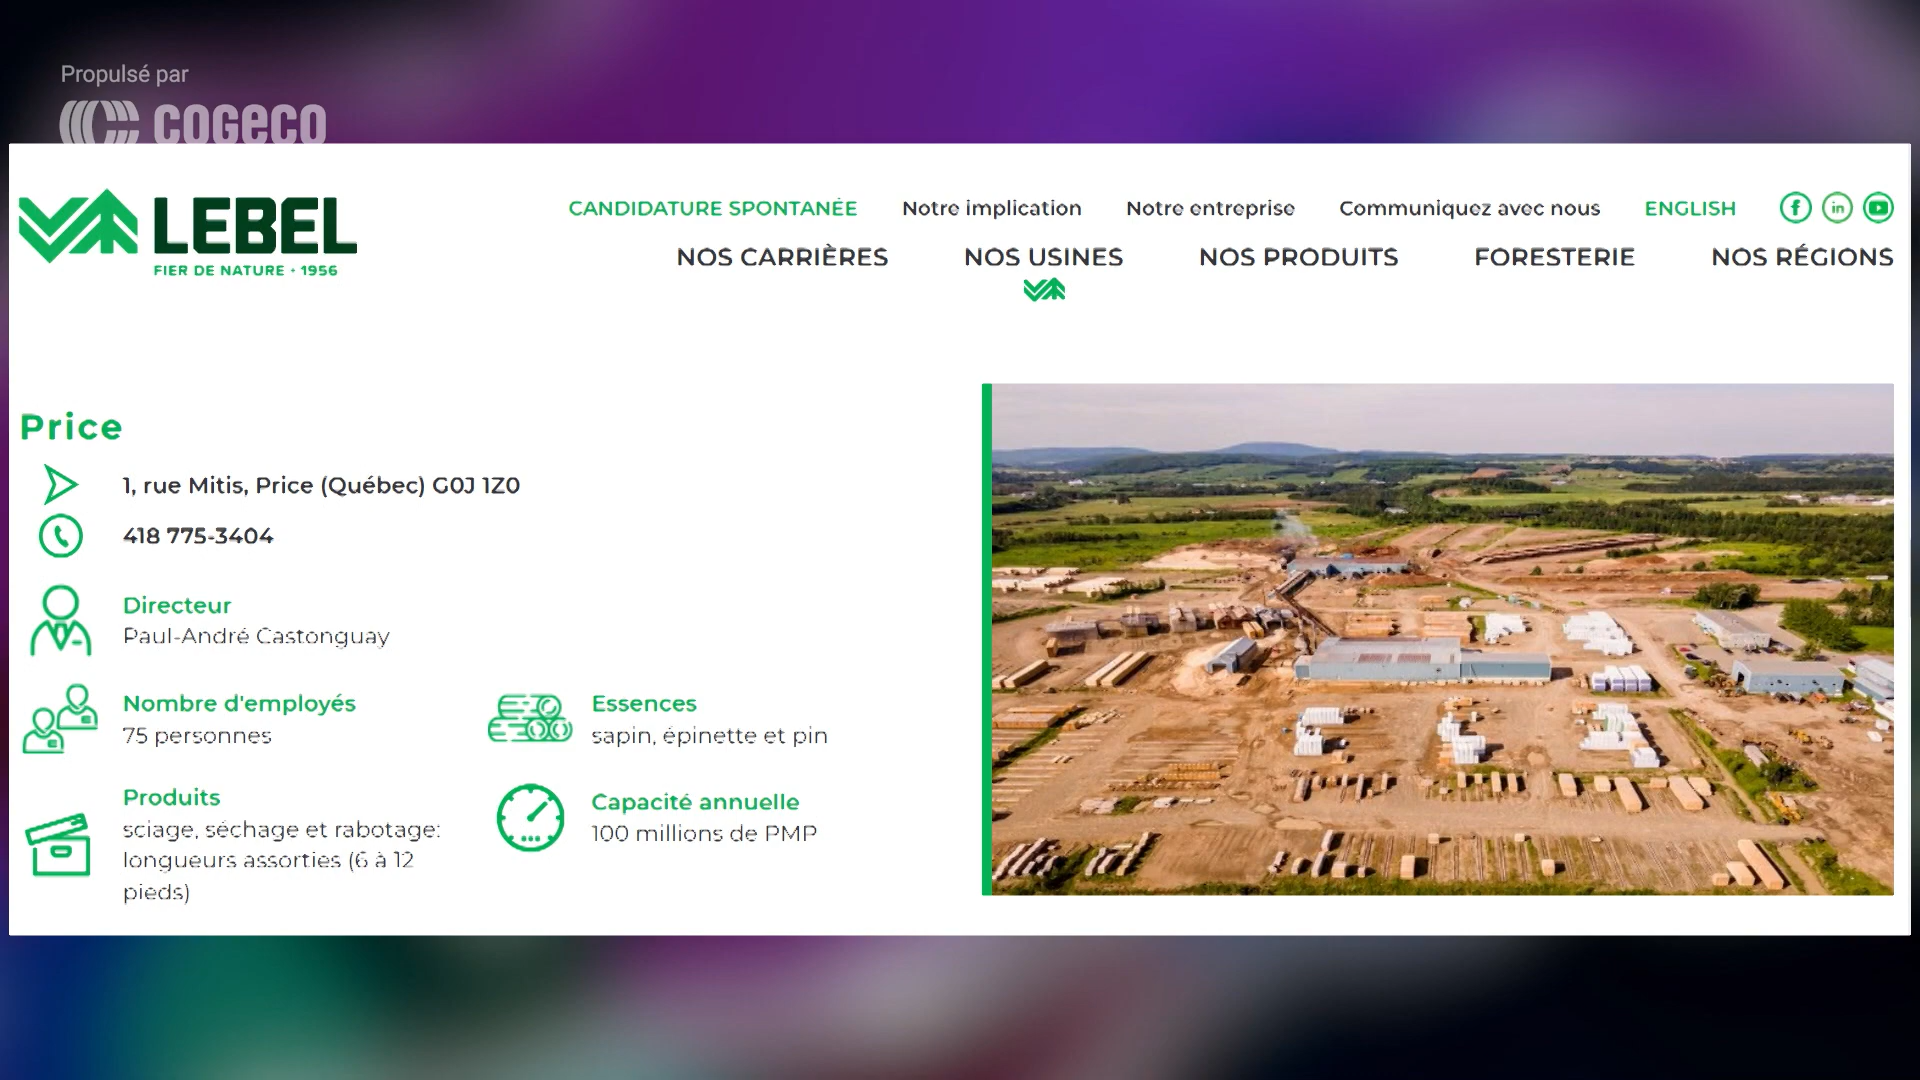 Propulsé par
COGECO
LEBEL
FIER DE NATURE • 1956
CANDIDATURE SPONTANÉE
Notre implication
Notre entreprise
Communiquez avec nous
ENGLISH
NOS CARRIÈRES
NOS USINES
NOS PRODUITS
FORESTERIE
NOS RÉGIONS
Price
1, rue Mitis, Price (Québec) G0J 1Z0
418 775-3404
Directeur
Paul-André Castonguay
Nombre d'employés
75 personnes
Essences
sapin, épinette et pin
Produits
sciage, séchage et rabotage:
longueurs assorties (6 à 12
pieds)
Capacité annuelle
100 millions de PMP